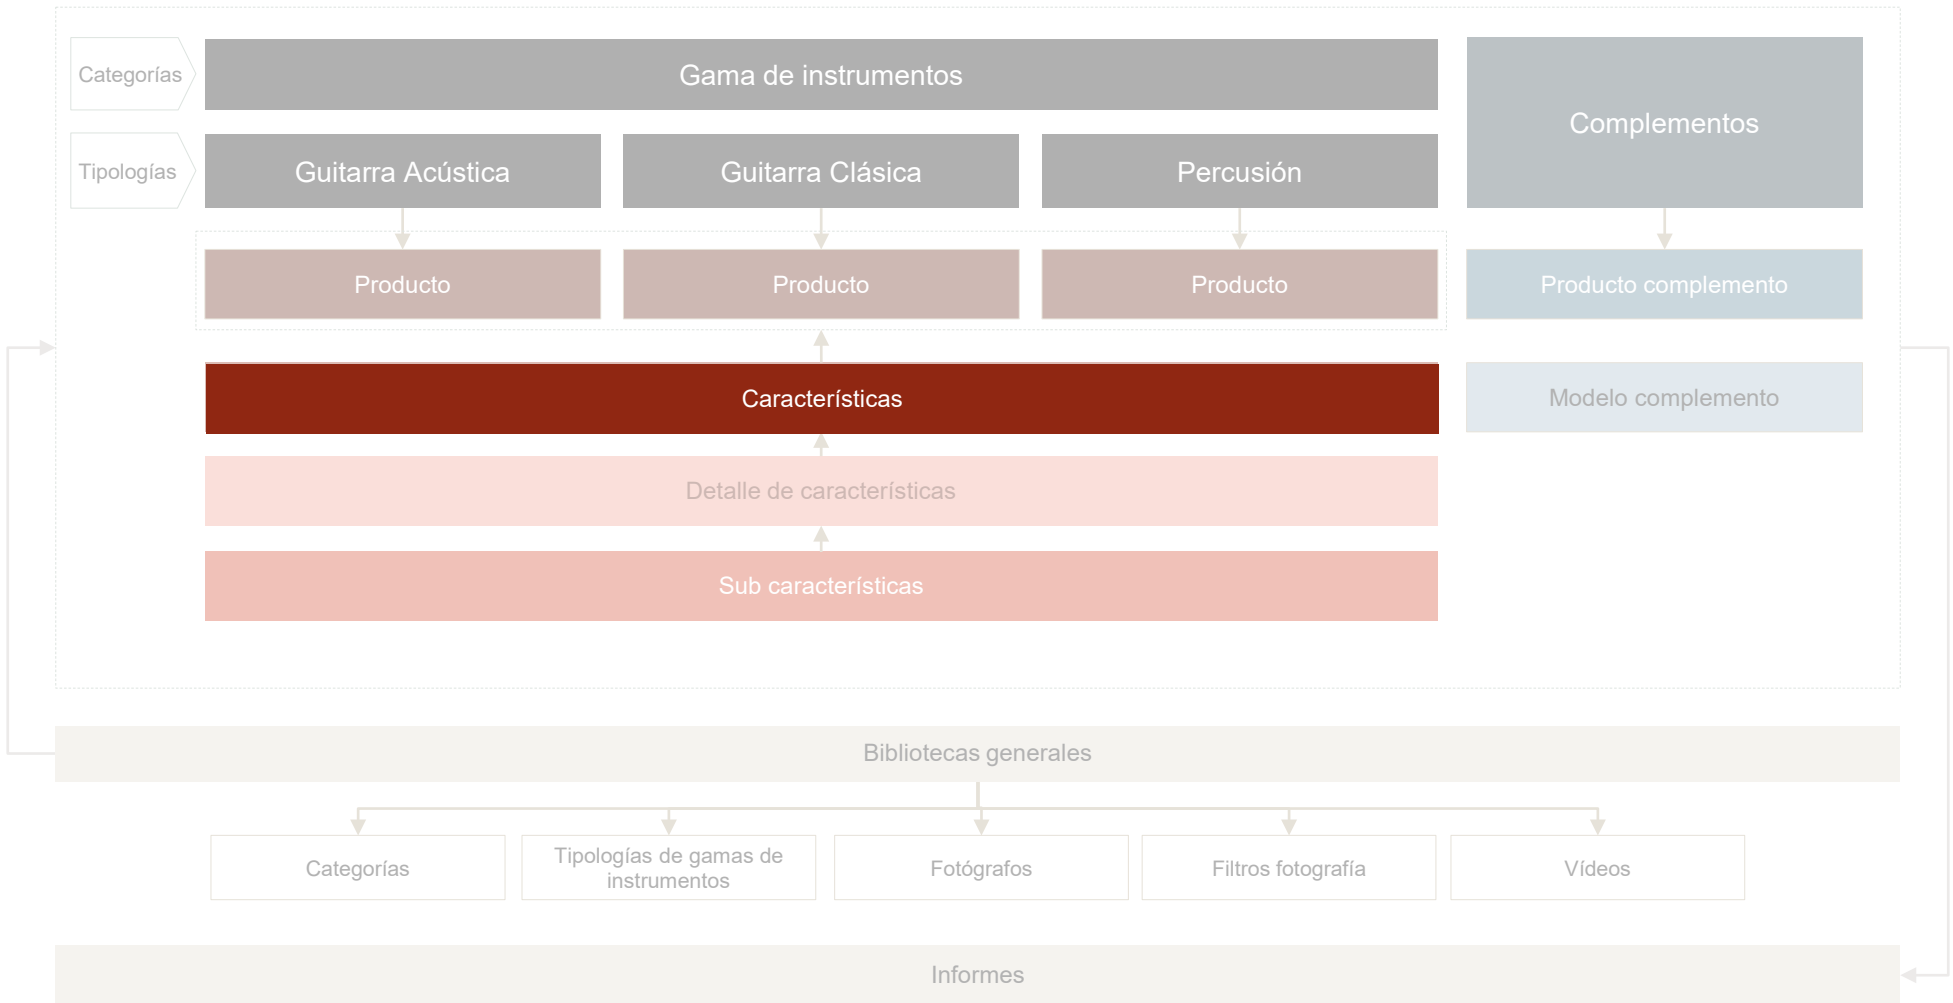 Categorías
Gama de instrumentos
Complementos
Tipologías
Guitarra Acústica
Guitarra Clásica
Percusión
Producto
Producto
Producto
Producto complemento
Características
Modelo complemento
Detalle de características
Sub características
Bibliotecas generales
Categorías
Tipologías de gamas de
instrumentos
Fotógrafos
Filtros fotografía
Vídeos
Informes